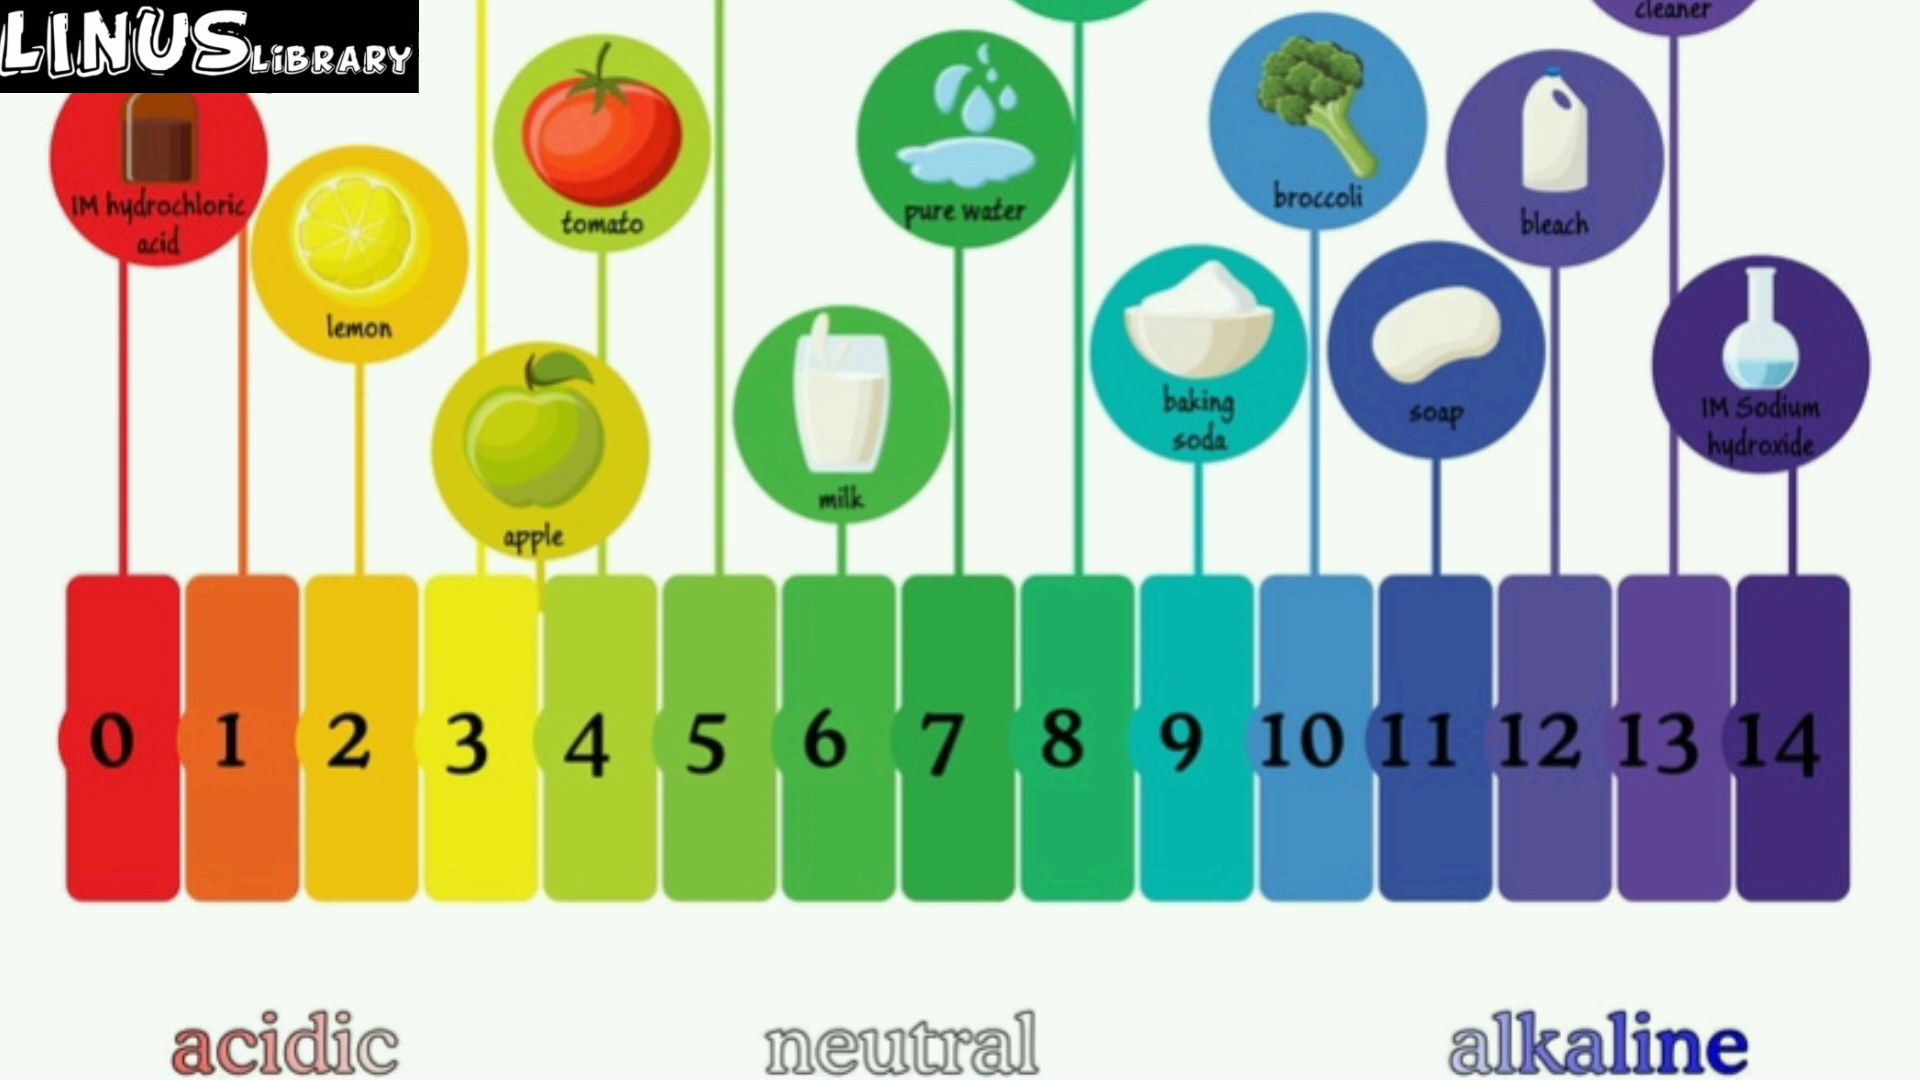 LINUS LiBRARY
cleaner
1M hydrochloric
acid
lemon
tomato
apple
milk
pure water
baking
soda
broccoli
soap
bleach
1M Sodium
hydroxide
0 1 2 3 4 5 6 7 8 9 10 11 12 13 14
acidic neutral alkaline